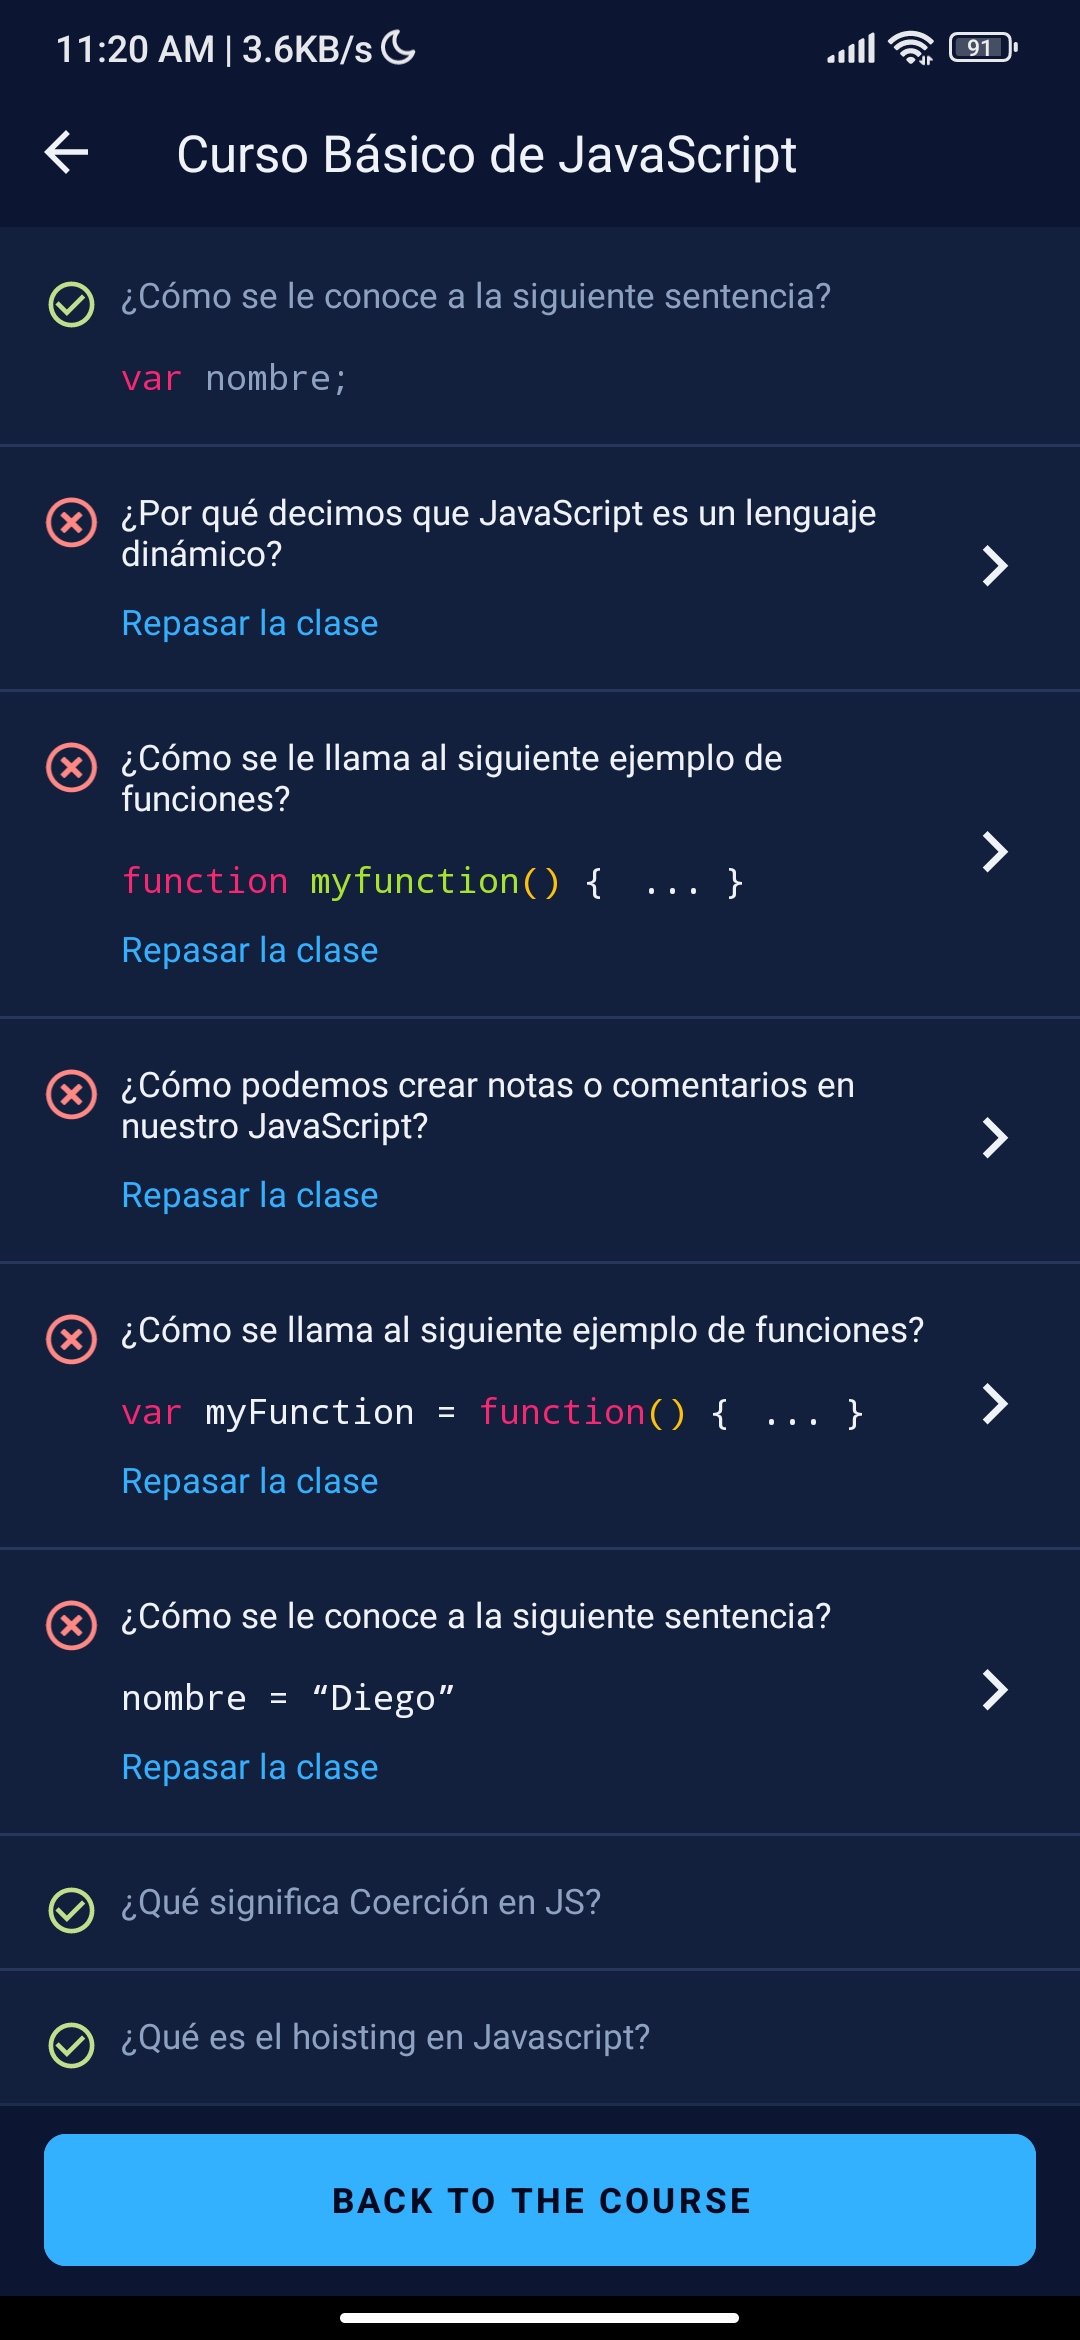 11:20 AM | 3.6KB/s
91
Curso Básico de JavaScript
¿Cómo se le conoce a la siguiente sentencia?
var nombre;
¿Por qué decimos que JavaScript es un lenguaje
dinámico?
Repasar la clase
¿Cómo se le llama al siguiente ejemplo de
funciones?
function myfunction() {  ... }
Repasar la clase
¿Cómo podemos crear notas o comentarios en
nuestro JavaScript?
Repasar la clase
¿Cómo se llama al siguiente ejemplo de funciones?
var myFunction = function() {  ... }
Repasar la clase
¿Cómo se le conoce a la siguiente sentencia?
nombre = “Diego”
Repasar la clase
¿Qué significa Coerción en JS?
¿Qué es el hoisting en Javascript?
BACK TO THE COURSE